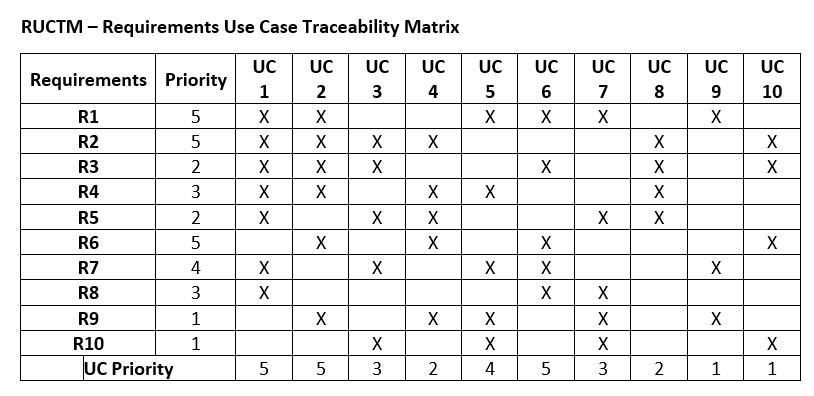 RUCTM – Requirements Use Case Traceability Matrix
Requirements Priority UC 1 UC 2 UC 3 UC 4 UC 5 UC 6 UC 7 UC 8 UC 9 UC 10
R1 5 X X X X X X
R2 5 X X X X X X
R3 2 X X X X X X
R4 3 X X X X X
R5 2 X X X X X
R6 5 X X X X
R7 4 X X X X X
R8 3 X X X
R9 1 X X X X X
R10 1 X X X X
UC Priority 5 5 3 2 4 5 3 2 1 1